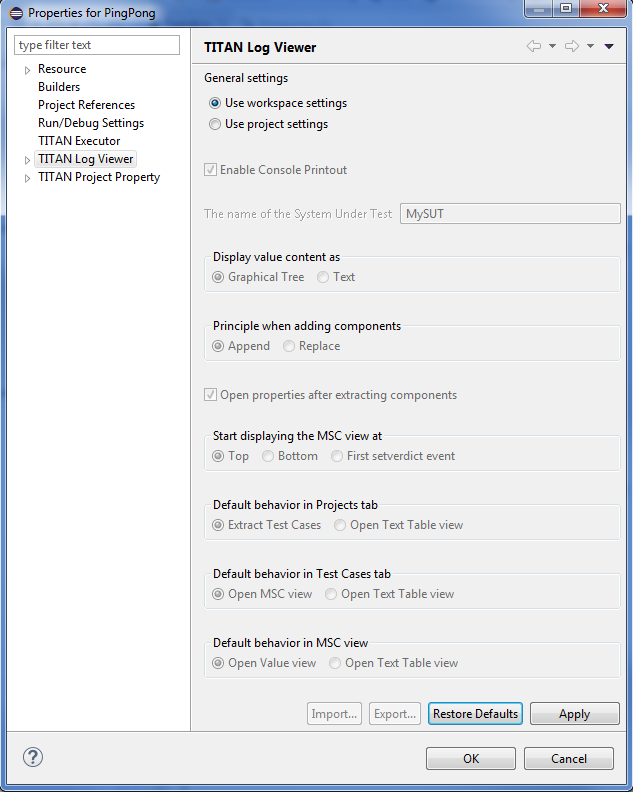 Properties for PingPong
type filter text
Resource
Builders
Project References
Run/Debug Settings
TITAN Executor
TITAN Log Viewer
TITAN Project Property
TITAN Log Viewer
General settings
Use workspace settings
Use project settings
Enable Console Printout
The name of the System Under Test MySUT
Display value content as
Graphical Tree Text
Principle when adding components
Append Replace
Open properties after extracting components
Start displaying the MSC view at
Top Bottom First setverdict event
Default behavior in Projects tab
Extract Test Cases Open Text Table view
Default behavior in Test Cases tab
Open MSC view Open Text Table view
Default behavior in MSC view
Open Value view Open Text Table view
Import... Export... Restore Defaults Apply
? OK Cancel